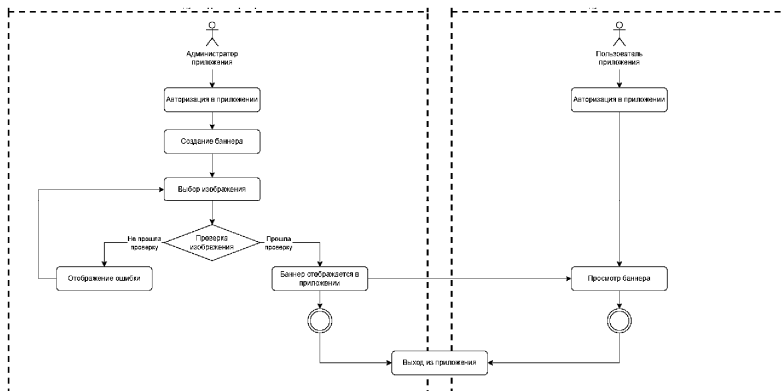 Администратор
приложения
Пользователь
приложения
Авторизация в приложении
Авторизация в приложении
Создание баннера
Выбор изображения
Не прошла
проверку
Проверка
изображения
Прошла
проверку
Отображение ошибки
Баннер отображается в
приложении
Просмотр баннера
Выход из приложения